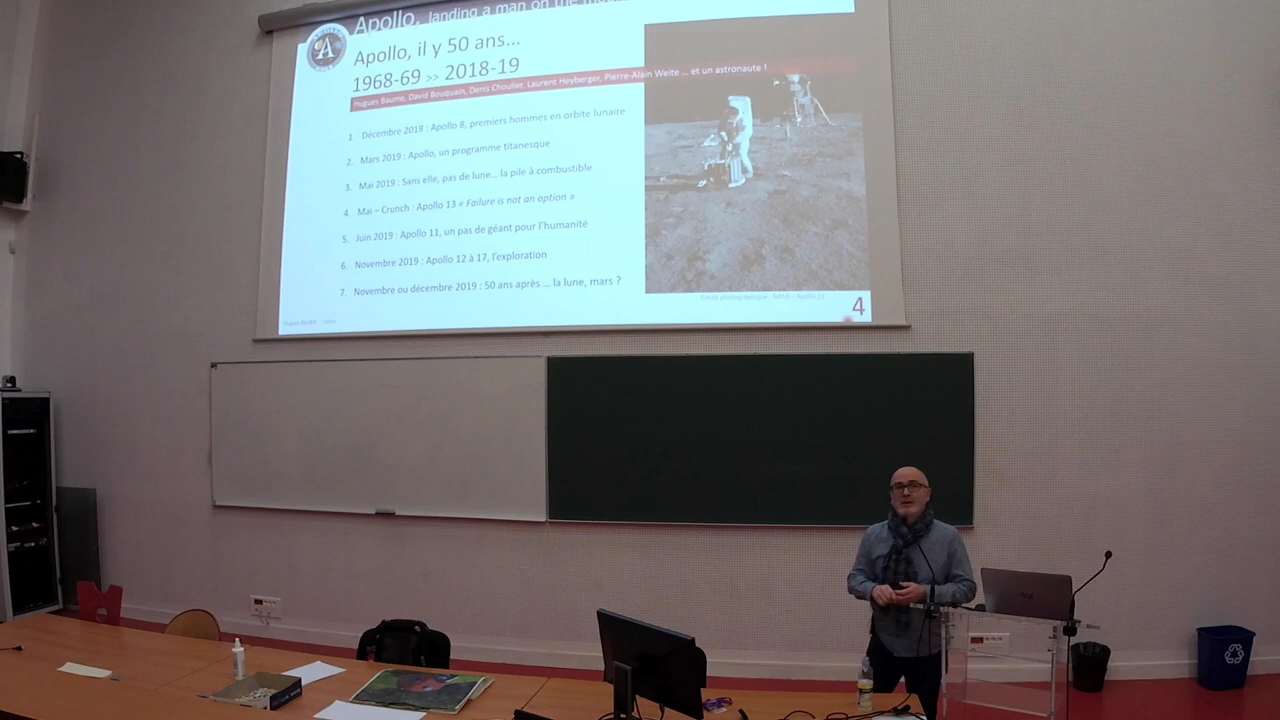 Apollo, landing a man on the
Apollo, il y 50 ans...
1968-69 >> 2018-19
Hugues Baume, David Bouquain, Denis Choulier, Laurent Heyberger, Pierre-Alain Weite ... et un astronaute !
1. Décembre 2018 : Apollo 8, premiers hommes en orbite lunaire
2. Mars 2019 : Apollo, un programme titanesque
3. Mai 2019 : Sans elle, pas de lune... la pile à combustible
4. Mai – Crunch : Apollo 13 « Failure is not an option »
5. Juin 2019 : Apollo 11, un pas de géant pour l'humanité
6. Novembre 2019 : Apollo 12 à 17, l'exploration
7. Novembre ou décembre 2019 : 50 ans après ... la lune, mars ?
Crédit photographique : NASA – Apollo 11
4